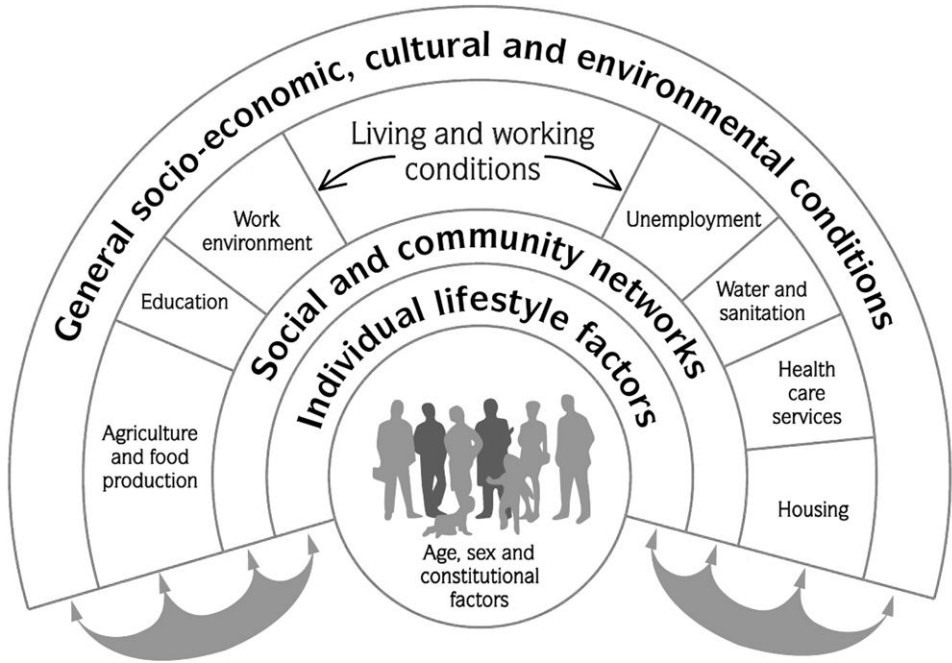 General socio-economic, cultural and environmental conditions
Living and working
conditions
Work
environment
Unemployment
Education
Water and
sanitation
Agriculture
and food
production
Health
care
services
Housing
Social and community networks
Individual lifestyle factors
Age, sex and
constitutional
factors